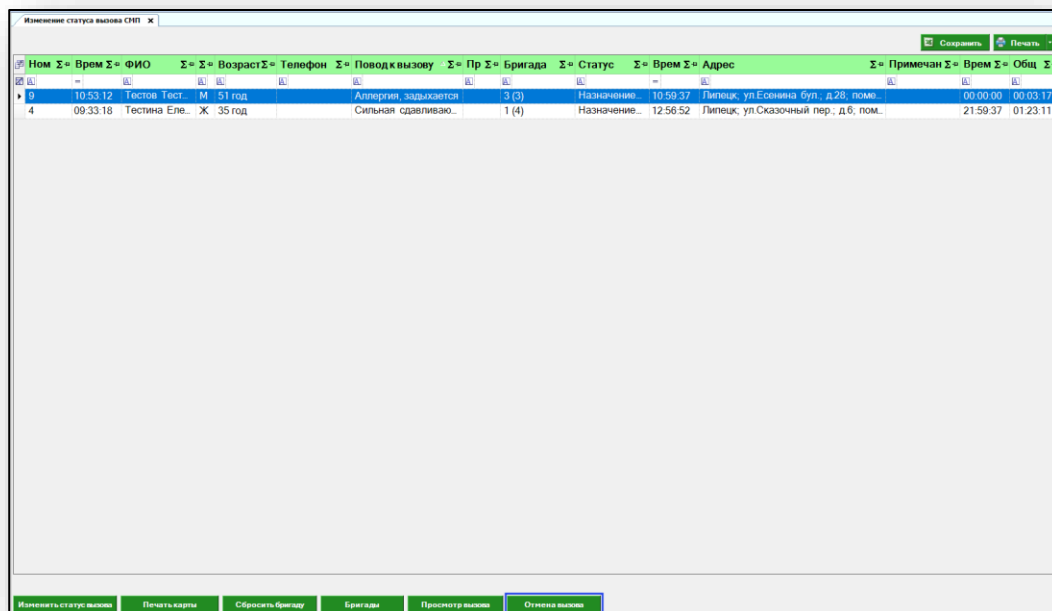 Изменение статуса вызова СМП x
Сохранить Печать
Ном Σ Врем Σ ФИО Σ Σ Возраст Σ Телефон Σ Повод к вызову Σ Пр Σ Бригада Σ Статус Σ Врем Σ Адрес Σ Примечан Σ Врем Σ Общ Σ
9 10:53:12 Тестов Тест... М 51 год Аллергия, задыхается 3 (3) Назначение... 10:59:37 Липецк; ул.Есенина бул.; д.28; поме... 00:00:00 00:03:17
4 09:33:18 Тестина Еле... Ж 35 год Сильная сдавливаю... 1 (4) Назначение... 12:56:52 Липецк; ул.Сказочный пер.; д.6; пом... 21:59:37 01:23:11
Изменить статус вызова Печать карты Сбросить бригаду Бригады Просмотр вызова Отмена вызова